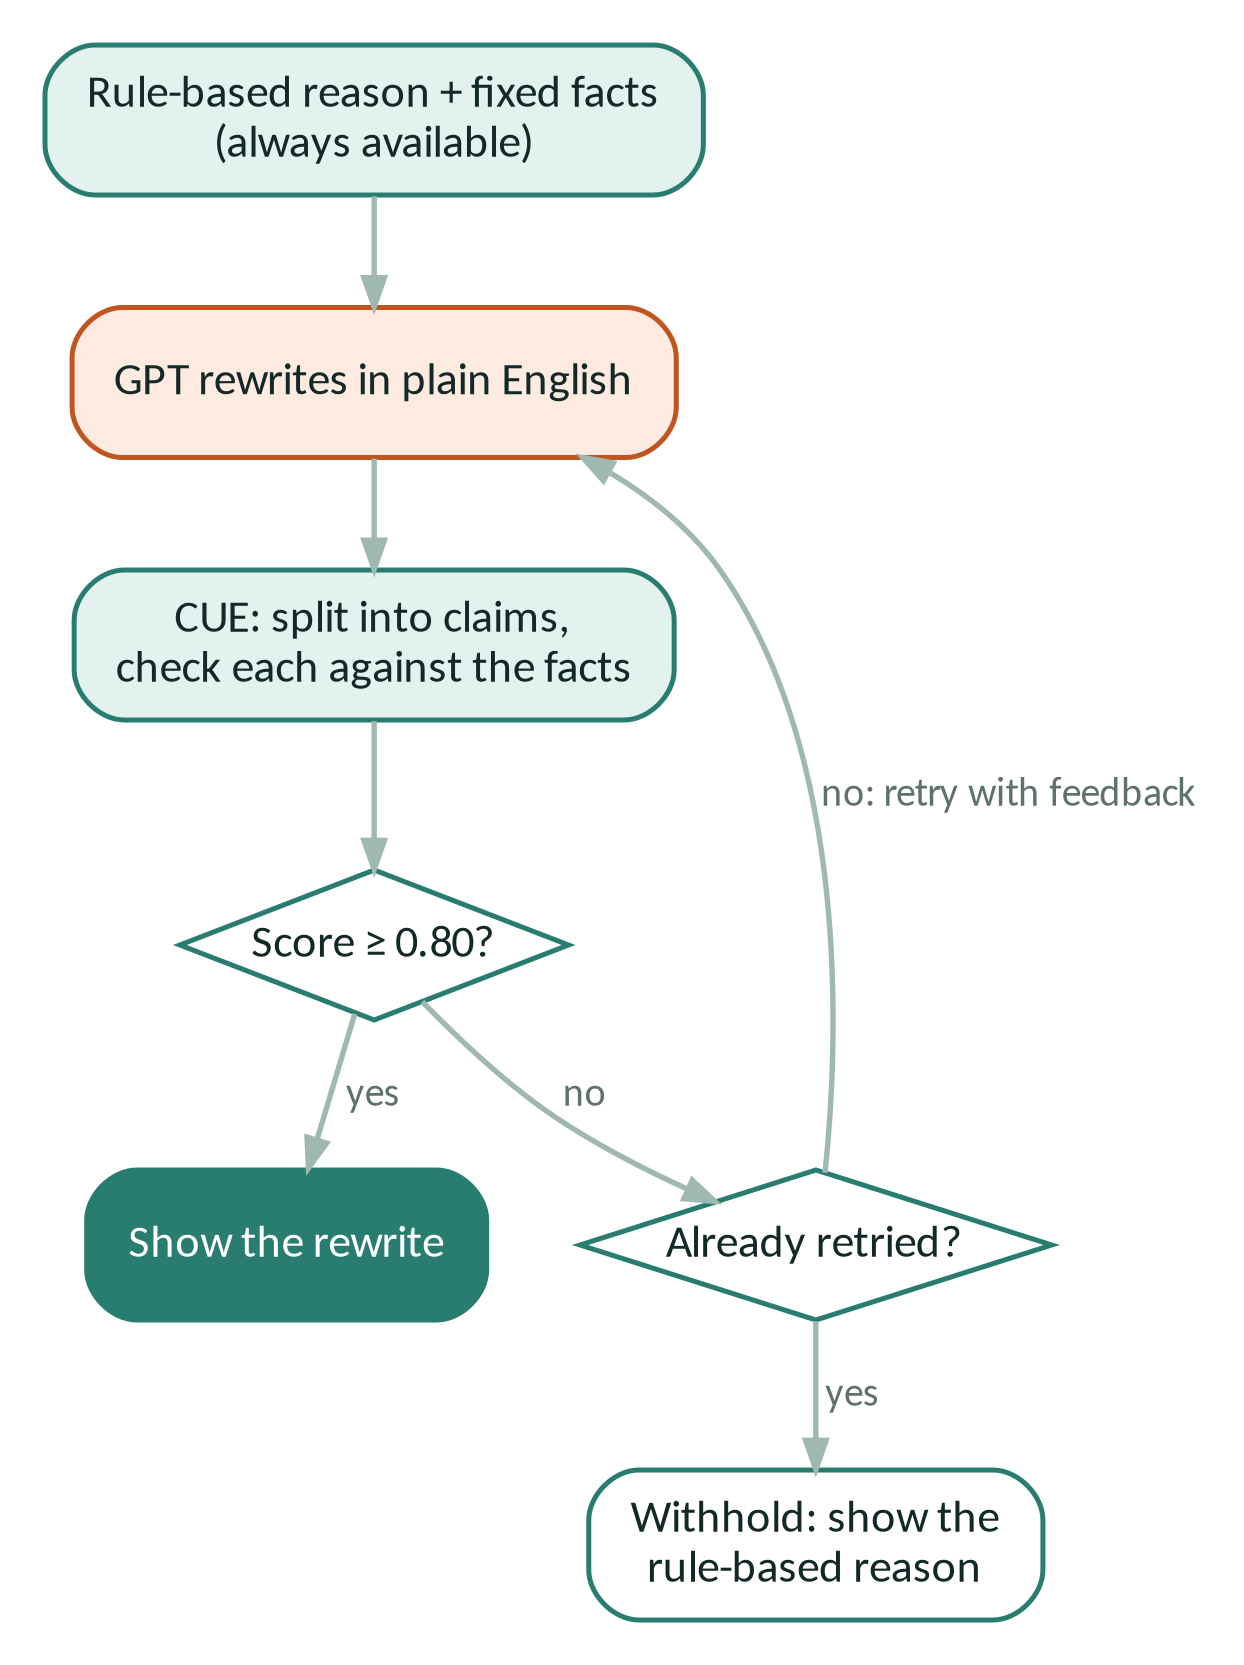 Rule-based reason + fixed facts
(always available)
GPT rewrites in plain English
CUE: split into claims,
check each against the facts
no: retry with feedback
Score ≥ 0.80?
yes
no
Show the rewrite
Already retried?
yes
Withhold: show the
rule-based reason